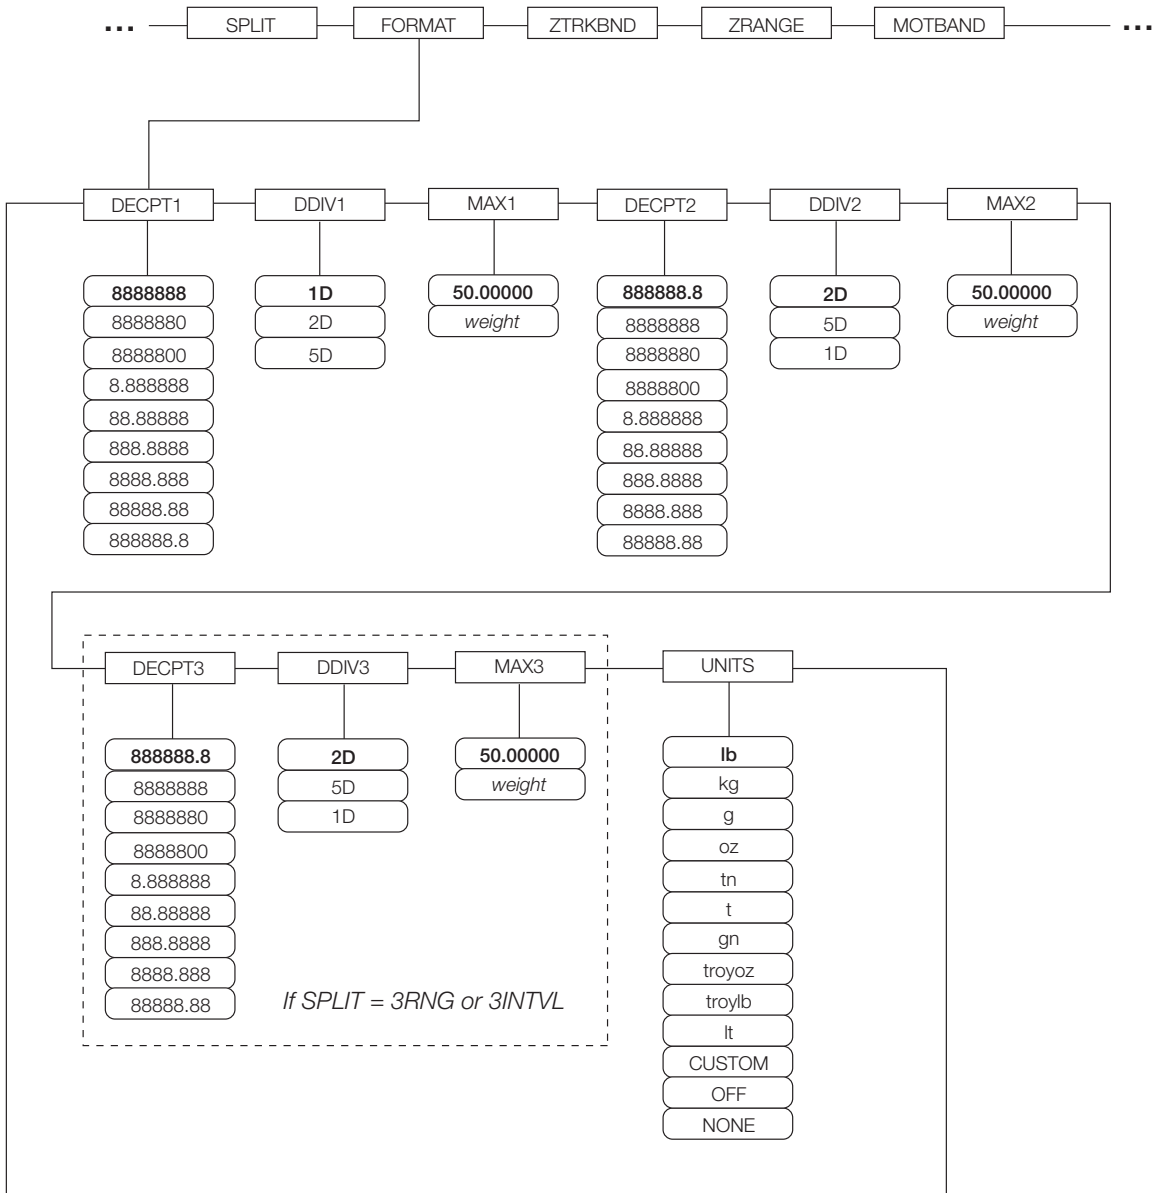 ... SPLIT FORMAT ZTRKBND ZRANGE MOTBAND ...
DECPT1 DDIV1 MAX1 DECPT2 DDIV2 MAX2
8888888 1D 50.00000 888888.8 2D 50.00000
8888880 2D weight 8888888 5D weight
8888800 5D 8888880 1D
8.888888 8888800
88.88888 8.888888
888.8888 88.88888
8888.888 888.8888
88888.88 8888.888
888888.8 88888.88
DECPT3 DDIV3 MAX3 UNITS
888888.8 2D 50.00000 lb
8888888 5D weight kg
8888880 1D g
8888800 oz
8.888888 tn
88.88888 t
888.8888 gn
8888.888 troyoz
88888.88 If SPLIT = 3RNG or 3INTVL troylb
lt
CUSTOM
OFF
NONE